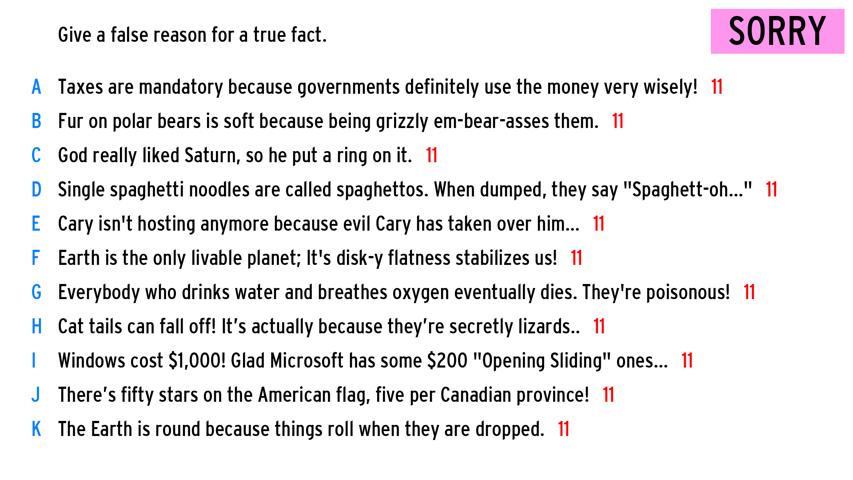 Give a false reason for a true fact.
SORRY
A Taxes are mandatory because governments definitely use the money very wisely! 11
B Fur on polar bears is soft because being grizzly em-bear-asses them. 11
C God really liked Saturn, so he put a ring on it. 11
D Single spaghetti noodles are called spaghettos. When dumped, they say "Spaghett-oh..." 11
E Cary isn't hosting anymore because evil Cary has taken over him... 11
F Earth is the only livable planet; It's disk-y flatness stabilizes us! 11
G Everybody who drinks water and breathes oxygen eventually dies. They're poisonous! 11
H Cat tails can fall off! It’s actually because they’re secretly lizards.. 11
I Windows cost $1,000! Glad Microsoft has some $200 "Opening Sliding" ones... 11
J There’s fifty stars on the American flag, five per Canadian province! 11
K The Earth is round because things roll when they are dropped. 11